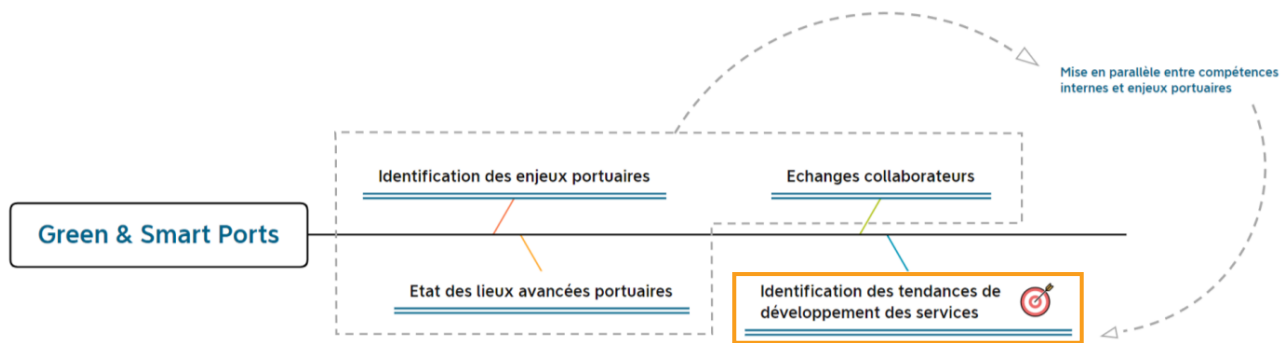 Mise en parallèle entre compétences
internes et enjeux portuaires
Identification des enjeux portuaires
Echanges collaborateurs
Green & Smart Ports
Etat des lieux avancées portuaires
Identification des tendances de
développement des services